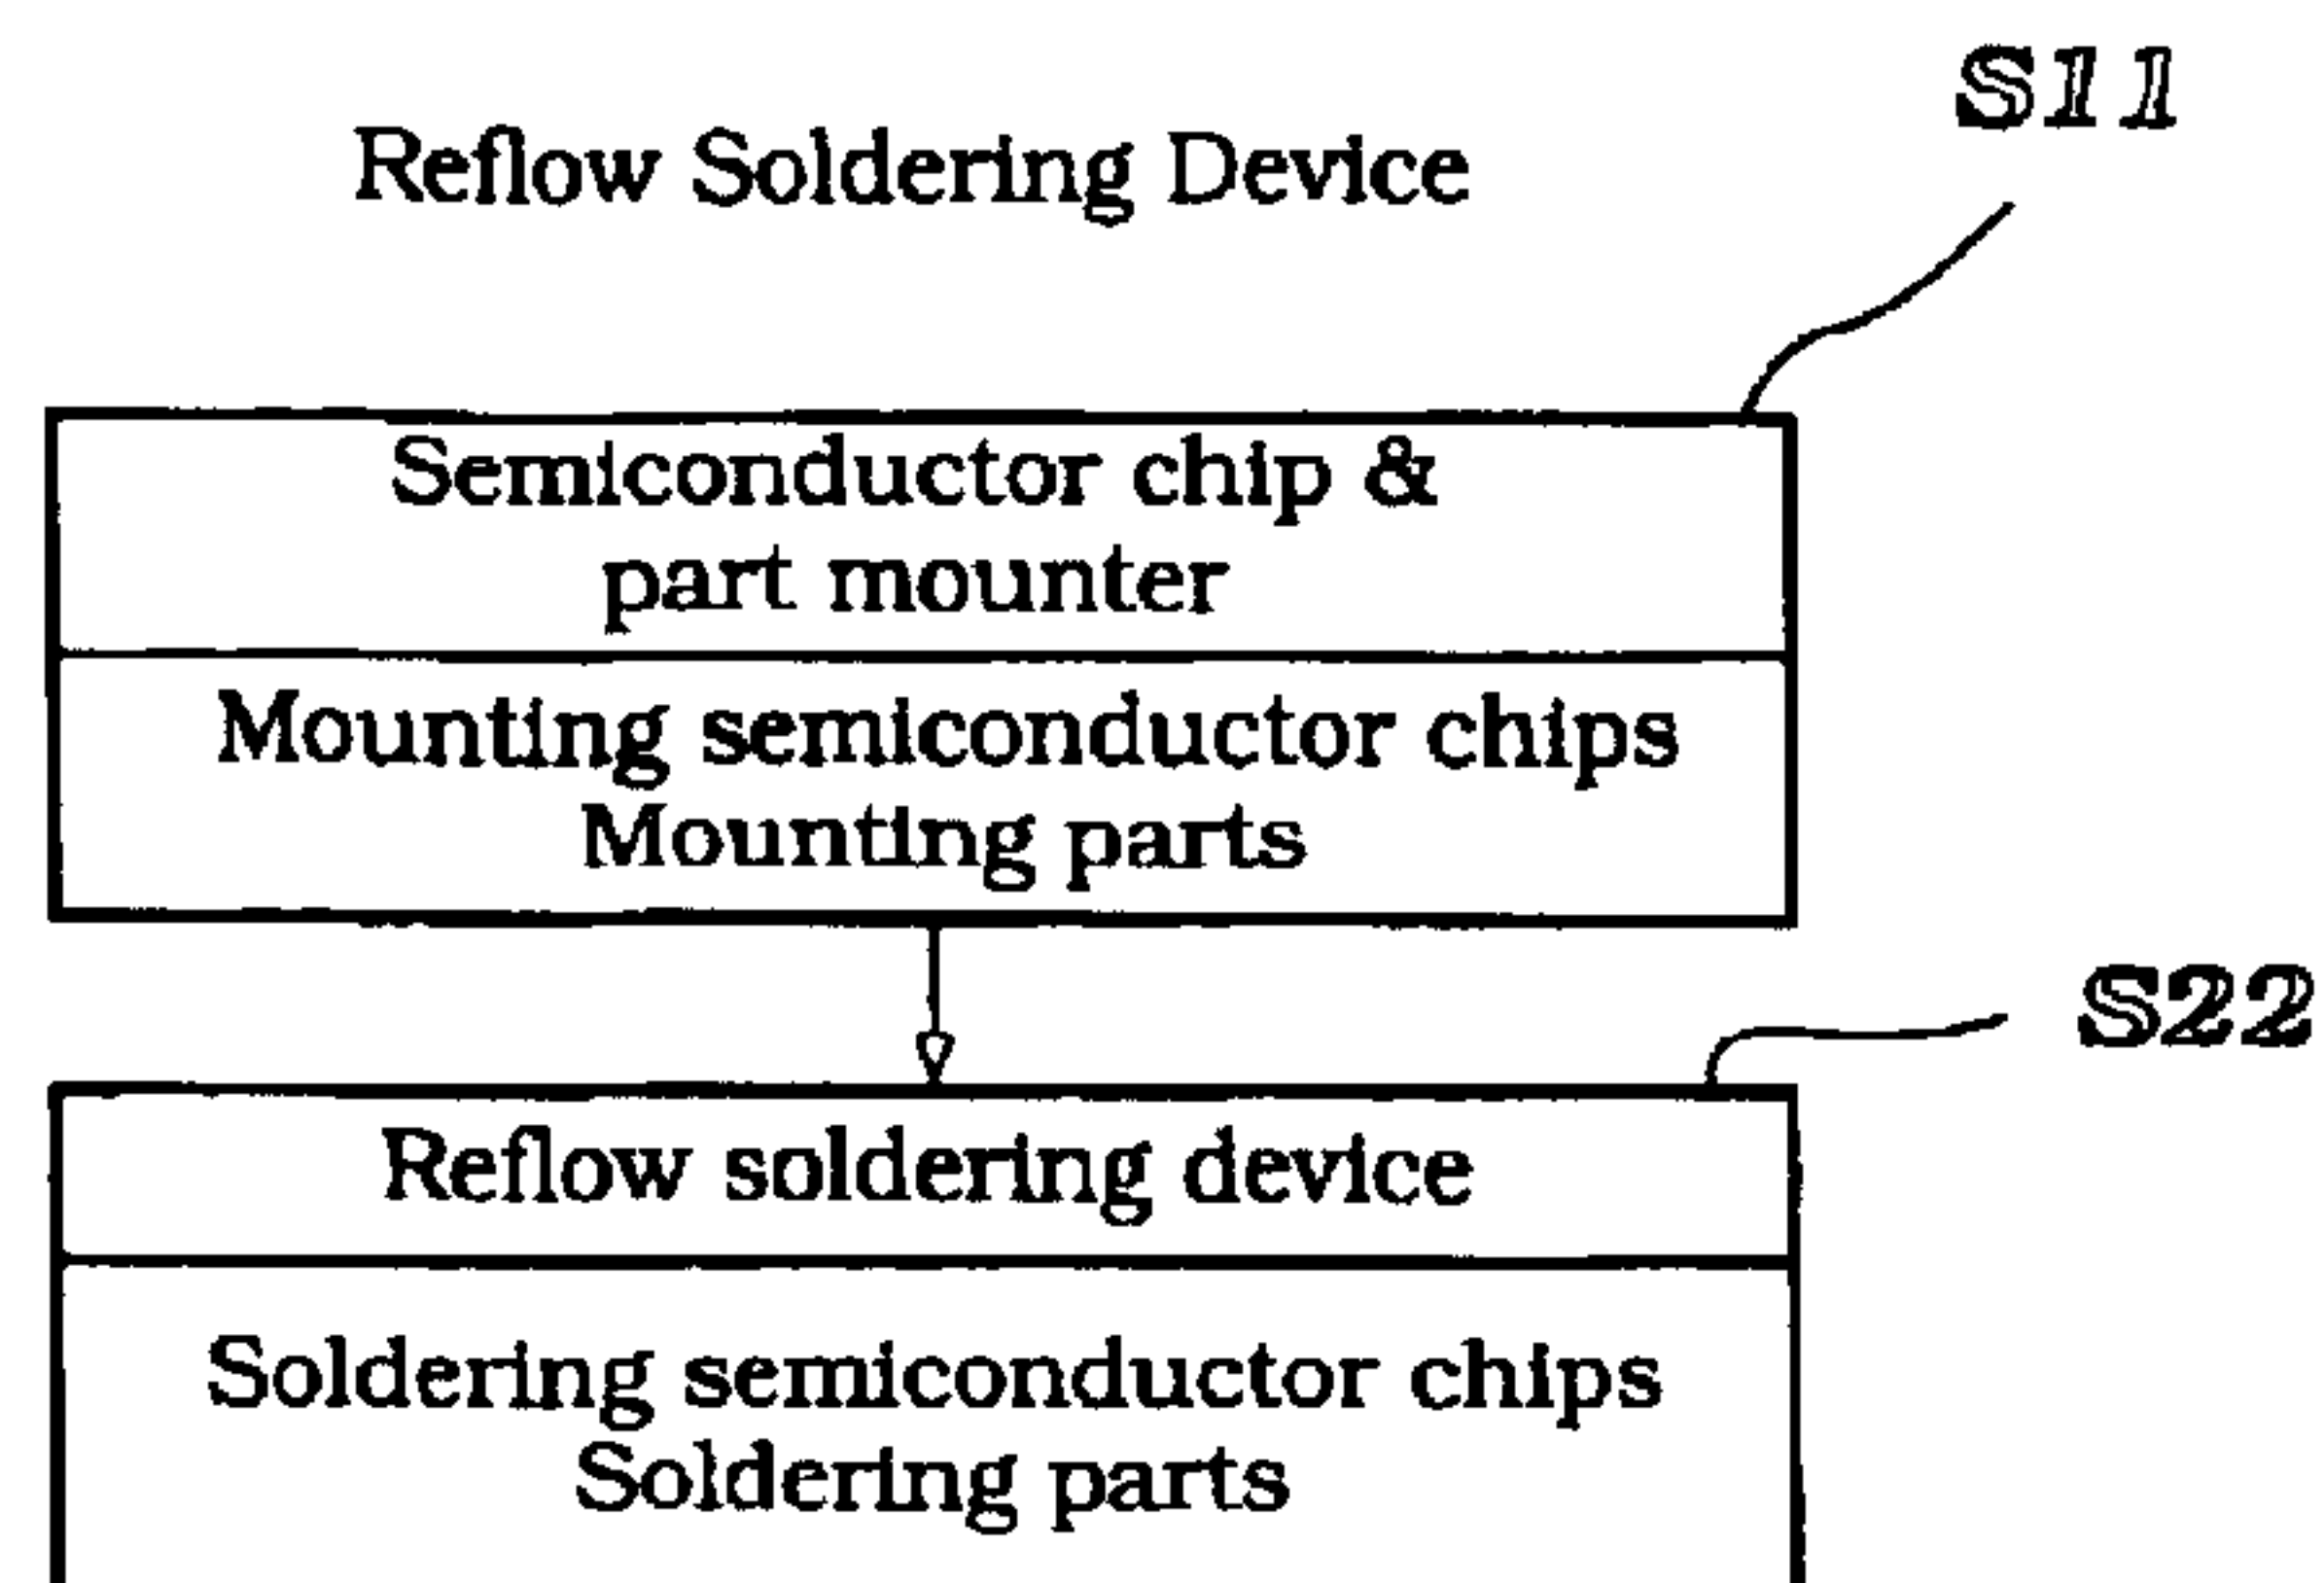 S11
Reflow Soldering Device
Semiconductor chip &
part mounter
Mounting semiconductor chips
Mounting parts
S22
Reflow soldering device
Soldering semiconductor chips
Soldering parts